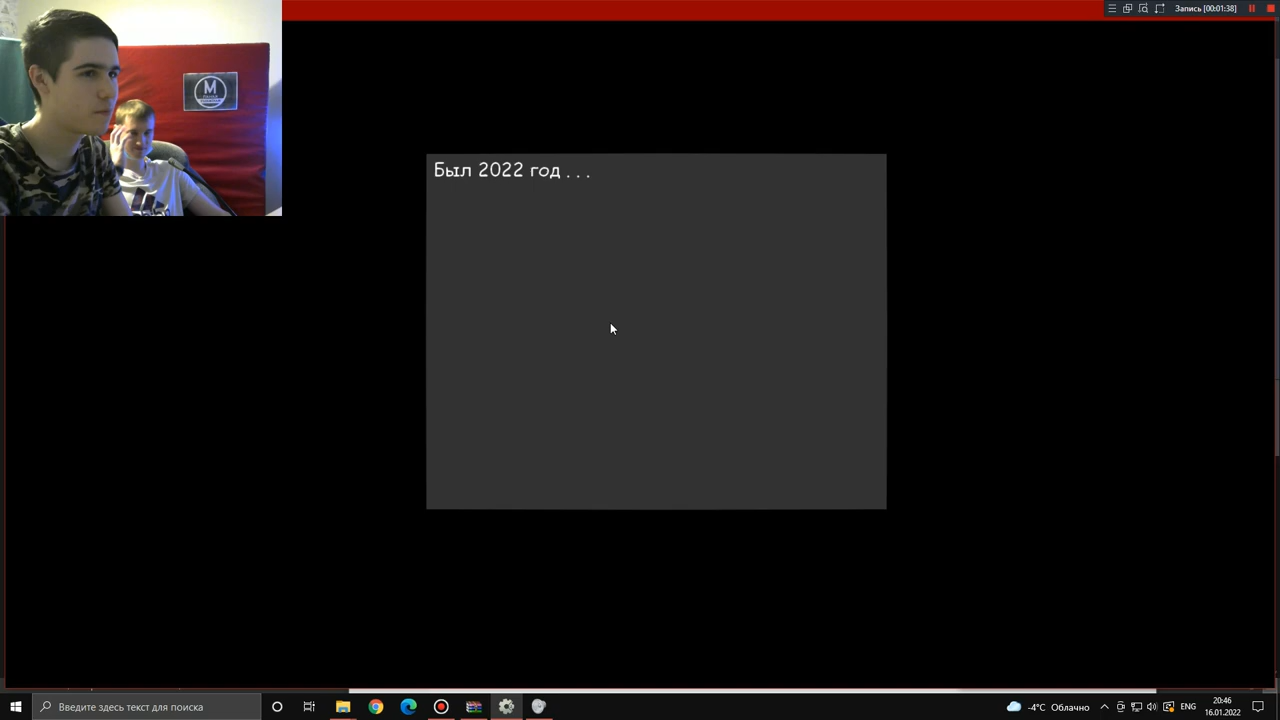 Запись [00:01:38]
M
Был 2022 год . . .
Введите здесь текст для поиска
-4°C Облачно
ENG
20:46
16.01.2022